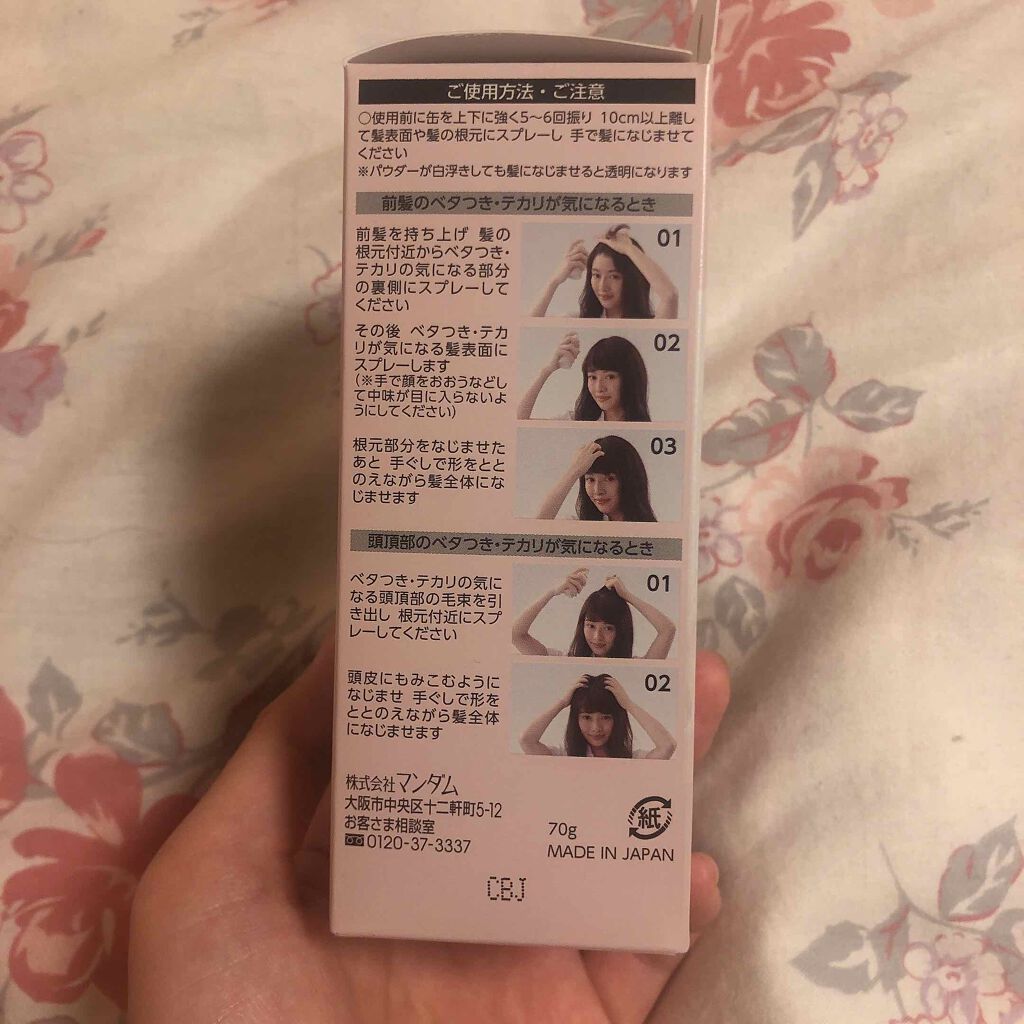 ご使用方法・ご注意
○使用前に缶を上下に強く5〜6回振り 10cm以上離し
て髪表面や髪の根元にスプレーし 手で髪になじませて
ください
※パウダーが白浮きしても髪になじませると透明になります
前髪のベタつき・テカリが気になるとき
前髪を持ち上げ 髪の
根元付近からベタつき・
テカリの気になる部分
の裏側にスプレーして
ください
01
その後 ベタつき・テカ
リが気になる髪表面に
スプレーします
（※手で顔をおおうなどし
て中味が目に入らないよ
うにしてください）
02
根元部分をなじませた
あと 手ぐしで形をとと
のえながら髪全体にな
じませます
03
頭頂部のベタつき・テカリが気になるとき
ベタつき・テカリの気に
なる頭頂部の毛束を引
き出し 根元付近にスプ
レーしてください
01
頭皮にもみこむように
なじませ 手ぐしで形を
ととのえながら髪全体
になじませます
02
株式会社マンダム
大阪市中央区十二軒町5-12
お客さま相談室
0120-37-3337
70g
紙
MADE IN JAPAN
CBJ